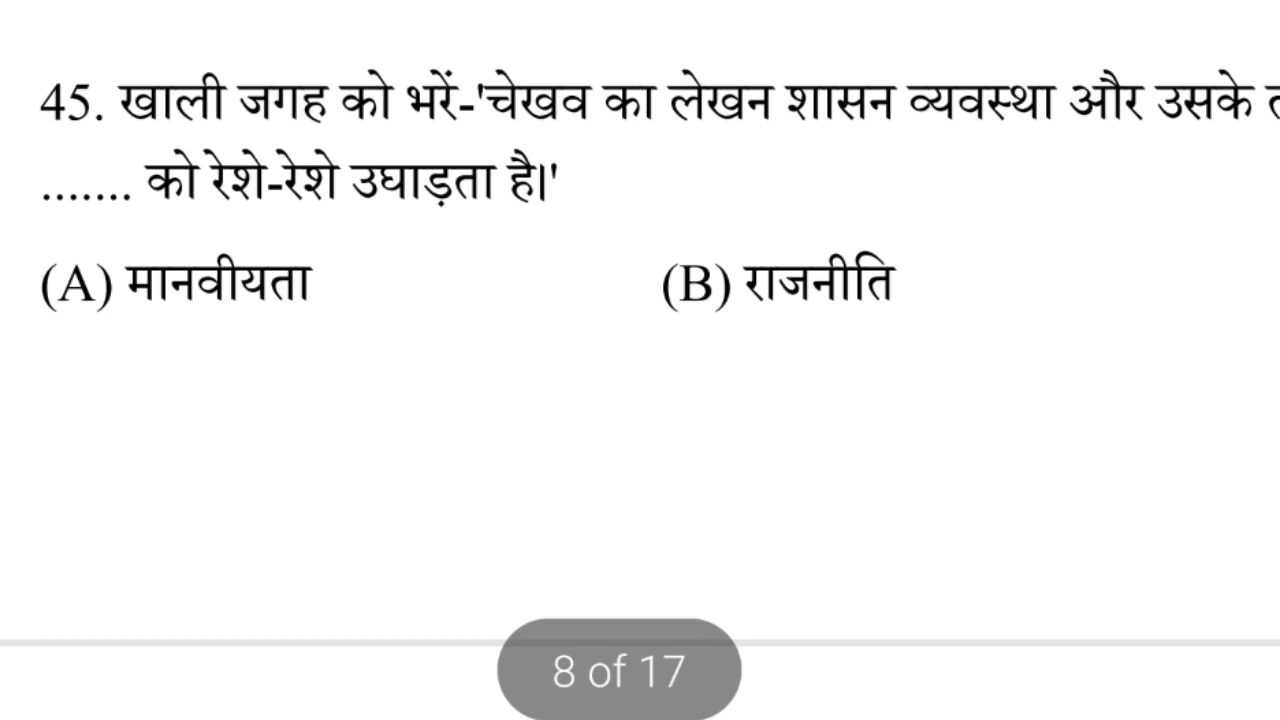 45. खाली जगह को भरें-'चेखव का लेखन शासन व्यवस्था और उसके
....... को रेशे-रेशे उघाड़ता है।'
(A) मानवीयता (B) राजनीति
8 of 17